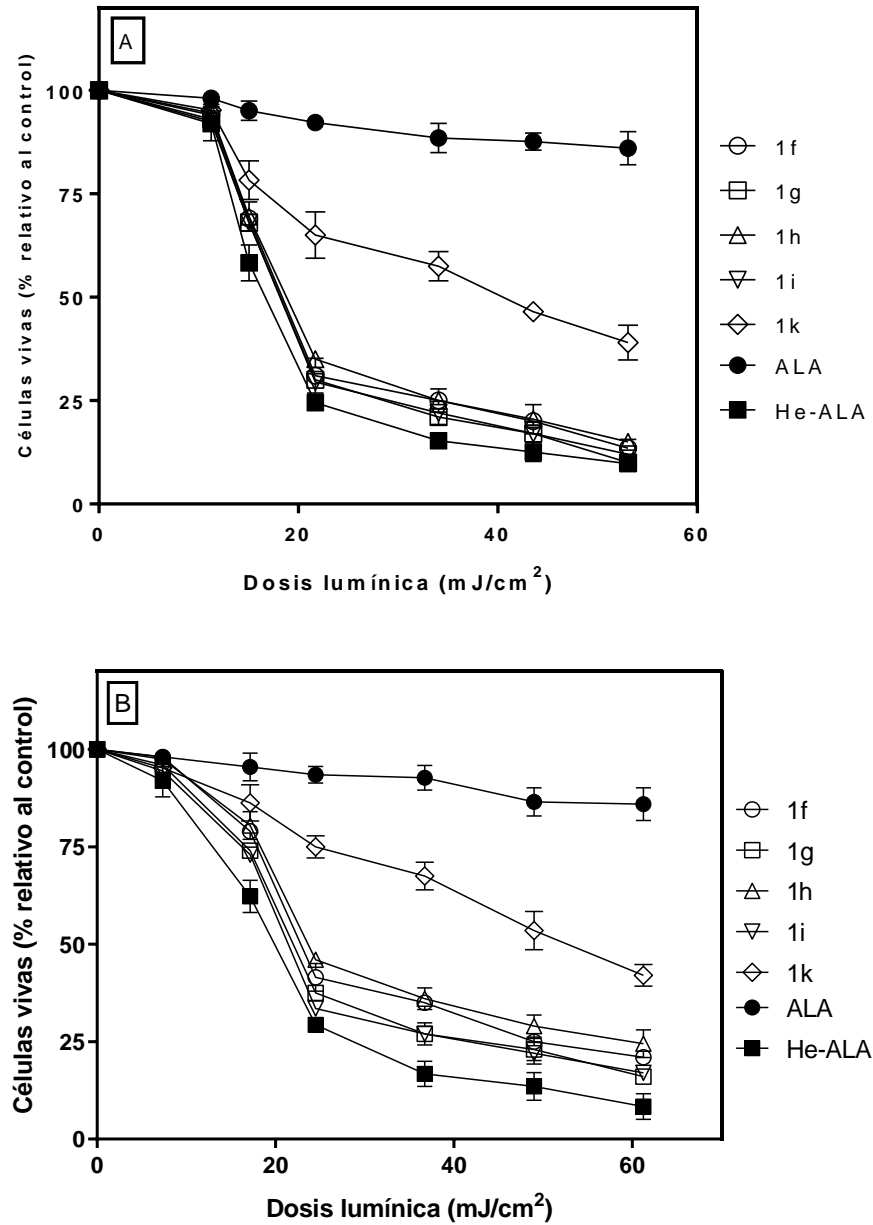 A
Células vivas (% relativo al control)
100
75
50
25
0
0
20
40
60
Dosis lumínica (mJ/cm²)
1f
1g
1h
1i
1k
ALA
He-ALA
B
Células vivas (% relativo al control)
100
75
50
25
0
0
20
40
60
Dosis lumínica (mJ/cm²)
1f
1g
1h
1i
1k
ALA
He-ALA